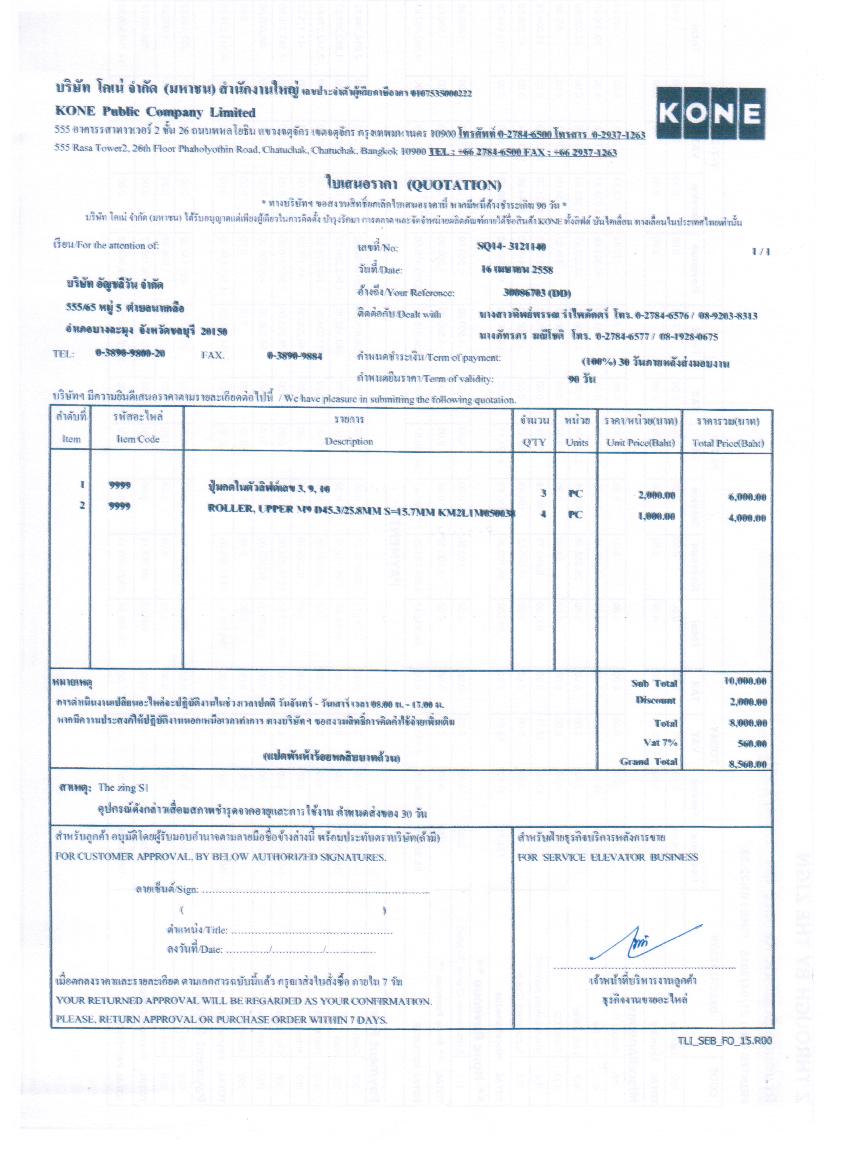 บริษัท โคเน่ จำกัด (มหาชน) สำนักงานใหญ่ เลขประจำตัวผู้เสียภาษีอากร 0107535000222
KONE Public Company Limited
KONE
555 อาคารรสาทาวเวอร์ 2 ชั้น 26 ถนนพหลโยธิน แขวงจตุจักร เขตจตุจักร กรุงเทพมหานคร 10900 โทรศัพท์ 0-2784-6500 โทรสาร 0-2937-1263
555 Rasa Tower2, 26th Floor Phaholyothin Road, Chatuchak, Chatuchak, Bangkok 10900 TEL : +66 2784-6500 FAX : +66 2937-1263
ใบเสนอราคา (QUOTATION)
* ทางบริษัทฯ ขอสงวนสิทธิ์ยกเลิกใบเสนอราคานี้ หากมีหนี้ค้างชำระเกิน 90 วัน *
บริษัท โคเน่ จำกัด (มหาชน) ได้รับอนุญาตแต่เพียงผู้เดียวในการติดตั้ง บำรุงรักษา การตลาด และจัดจำหน่ายผลิตภัณฑ์ภายใต้ชื่อสินค้า KONE ทั้งลิฟต์ บันไดเลื่อน ทางเลื่อนในประเทศไทยเท่านั้น
เรียน/For the attention of:
เลขที่/No: SQ14- 3121140
1 / 1
วันที่/Date: 16 เมษายน 2558
บริษัท อัญชลีวัน จำกัด
อ้างถึง/Your Reference: 30086703 (DD)
555/65 หมู่ 5 ตำบลนาเกลือ
ติดต่อกับ/Dealt with นางสาวทิพย์พรรณ รำไพภัคตร์ โทร. 0-2784-6576 / 08-9203-8313
อำเภอบางละมุง จังหวัดชลบุรี 20150
นางภัทรดร มณีโชติ โทร. 0-2784-6577 / 08-1928-0675
TEL: 0-3890-9800-20 FAX. 0-3890-9884
กำหนดชำระเงิน/Term of payment: (100%) 30 วันภายหลังส่งมอบงาน
กำหนดยืนราคา/Term of validity: 90 วัน
บริษัทฯ มีความยินดีเสนอราคาตามรายละเอียดต่อไปนี้ / We have pleasure in submitting the following quotation.
ลำดับที่ รหัสอะไหล่ รายการ จำนวน หน่วย ราคา/หน่วย(บาท) ราคารวม(บาท)
Item Item Code Description QTY Units Unit Price(Baht) Total Price(Baht)
1 9999 ปุ่มกดในตัวลิฟต์เลข 3, 9, 10 3 PC 2,000.00 6,000.00
2 9999 ROLLER, UPPER M9 D45.3/25.8MM S=15.7MM KM2L1M050038 4 PC 1,000.00 4,000.00
หมายเหตุ
Sub Total 10,000.00
การดำเนินงานเปลี่ยนอะไหล่จะปฏิบัติงานในช่วงเวลาปกติ วันจันทร์ - วันเสาร์ เวลา 08.00 น. - 17.00 น.
Discount 2,000.00
หากมีความประสงค์ให้ปฏิบัติงานนอกเหนือเวลาทำการ ทางบริษัทฯ ขอสงวนสิทธิ์การคิดค่าใช้จ่ายเพิ่มเติม
Total 8,000.00
Vat 7% 560.00
(แปดพันห้าร้อยหกสิบบาทถ้วน)
Grand Total 8,560.00
สาเหตุ: The zing S1
อุปกรณ์ดังกล่าวเสื่อมสภาพชำรุดจากอายุและการใช้งาน กำหนดส่งของ 30 วัน
สำหรับลูกค้า อนุมัติโดยผู้รับมอบอำนาจตามลายมือชื่อข้างล่างนี้ พร้อมประทับตราบริษัท(ถ้ามี)
FOR CUSTOMER APPROVAL, BY BELOW AUTHORIZED SIGNATURES.
สำหรับฝ่ายธุรกิจบริการหลังการขาย
FOR SERVICE ELEVATOR BUSINESS
ลายเซ็นต์/Sign: ..........................................................
( )
ตำแหน่ง/Title: ..........................................
ลงวันที่/Date: ............/............../..............
เจ้าหน้าที่บริหารงานลูกค้า
ธุรกิจงานขายอะไหล่
เมื่อตกลงราคาและรายละเอียด ตามเอกสารฉบับนี้แล้ว กรุณาส่งใบสั่งซื้อ ภายใน 7 วัน
YOUR RETURNED APPROVAL WILL BE REGARDED AS YOUR CONFIRMATION.
PLEASE, RETURN APPROVAL OR PURCHASE ORDER WITHIN 7 DAYS.
TLI_SEB_FO_15.R00